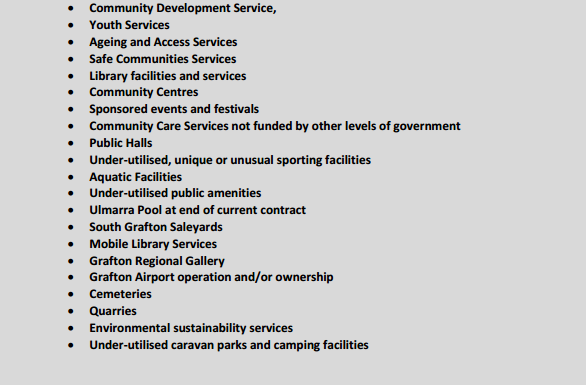 • Community Development Service,
• Youth Services
• Ageing and Access Services
• Safe Communities Services
• Library facilities and services
• Community Centres
• Sponsored events and festivals
• Community Care Services not funded by other levels of government
• Public Halls
• Under-utilised, unique or unusual sporting facilities
• Aquatic Facilities
• Under-utilised public amenities
• Ulmarra Pool at end of current contract
• South Grafton Saleyards
• Mobile Library Services
• Grafton Regional Gallery
• Grafton Airport operation and/or ownership
• Cemeteries
• Quarries
• Environmental sustainability services
• Under-utilised caravan parks and camping facilities